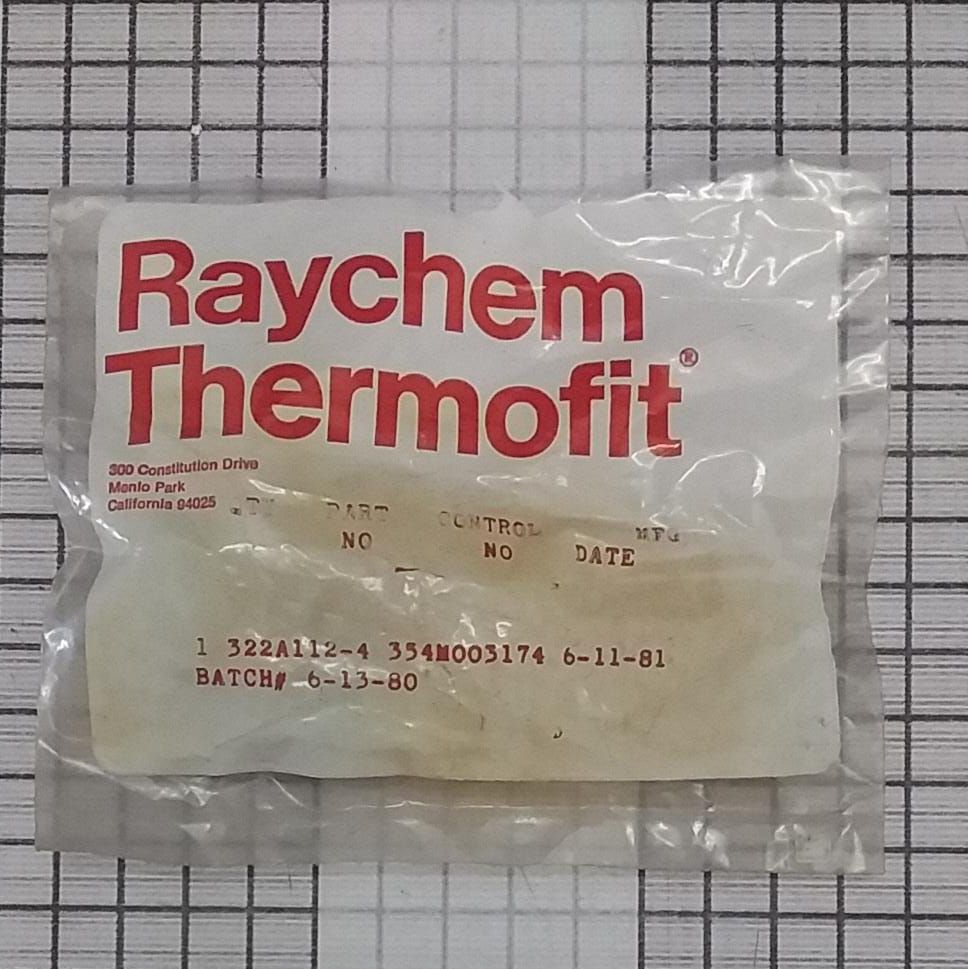 Raychem
Thermofit®
300 Constitution Drive
Menlo Park
California 94025
PART CONTROL MFG
NO NO DATE
1 322A112-4 354M003174 6-11-81
BATCH# 6-13-80